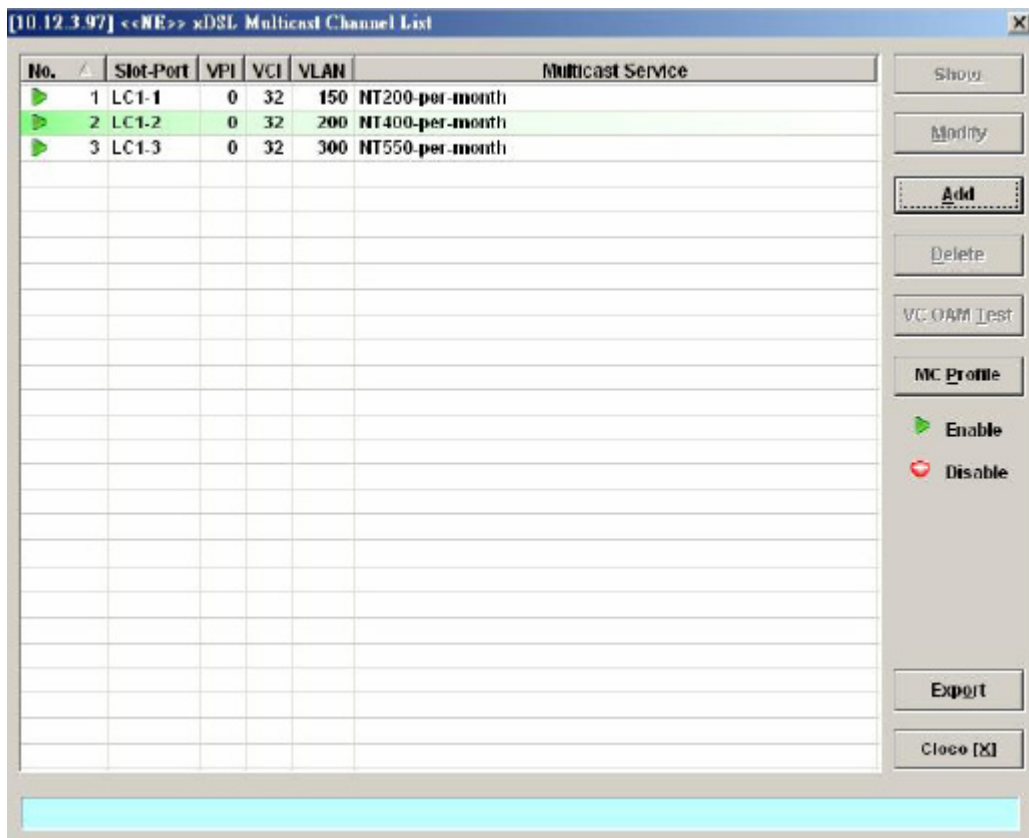 [10.12.3.97] <<NE>> xDSL Multicast Channel List
No. Slot-Port VPI VCI VLAN Multicast Service
1 LC1-1 0 32 150 NT200-per-month
2 LC1-2 0 32 200 NT400-per-month
3 LC1-3 0 32 300 NT550-per-month
Show
Modify
Add
Delete
VC OAM Test
MC Profile
Enable
Disable
Export
Close [X]